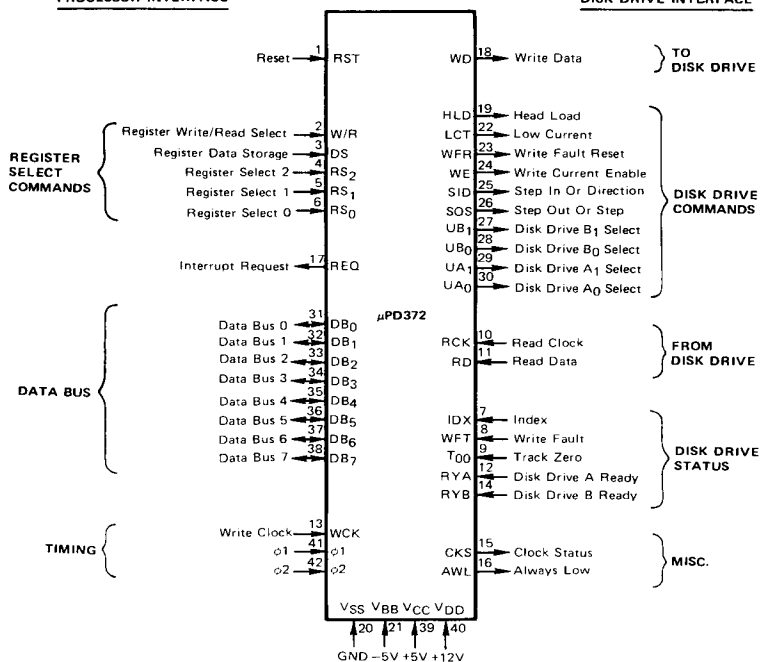 PROCESSOR INTERFACE
DISK DRIVE INTERFACE
Reset 1 RST
REGISTER SELECT COMMANDS
Register Write/Read Select 2 W/R
Register Data Storage 3 DS
Register Select 2 4 RS2
Register Select 1 5 RS1
Register Select 0 6 RS0
Interrupt Request 17 REQ
DATA BUS
Data Bus 0 31 DB0
Data Bus 1 32 DB1
Data Bus 2 33 DB2
Data Bus 3 34 DB3
Data Bus 4 35 DB4
Data Bus 5 36 DB5
Data Bus 6 37 DB6
Data Bus 7 38 DB7
TIMING
Write Clock 13 WCK
φ1 41 φ1
φ2 42 φ2
μPD372
WD 18 Write Data
TO DISK DRIVE
HLD 19 Head Load
LCT 22 Low Current
WFR 23 Write Fault Reset
WE 24 Write Current Enable
SID 25 Step In Or Direction
SOS 26 Step Out Or Step
UB1 27 Disk Drive B1 Select
UB0 28 Disk Drive B0 Select
UA1 29 Disk Drive A1 Select
UA0 30 Disk Drive A0 Select
DISK DRIVE COMMANDS
RCK 10 Read Clock
RD 11 Read Data
FROM DISK DRIVE
IDX 7 Index
WFT 8 Write Fault
T00 9 Track Zero
RYA 12 Disk Drive A Ready
RYB 14 Disk Drive B Ready
DISK DRIVE STATUS
CKS 15 Clock Status
AWL 16 Always Low
MISC.
VSS VBB VCC VDD
20 21 39 40
GND -5V +5V +12V